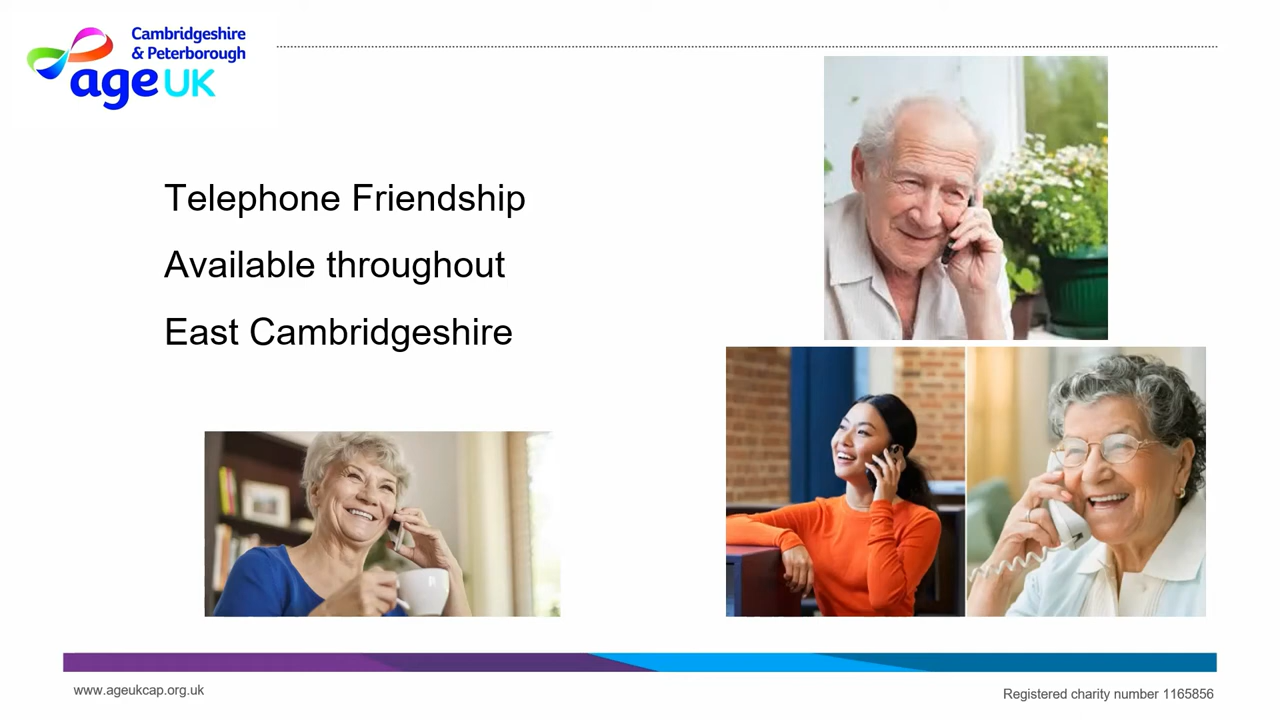 Cambridgeshire
& Peterborough
age UK
Telephone Friendship
Available throughout
East Cambridgeshire
www.ageukcap.org.uk
Registered charity number 1165856